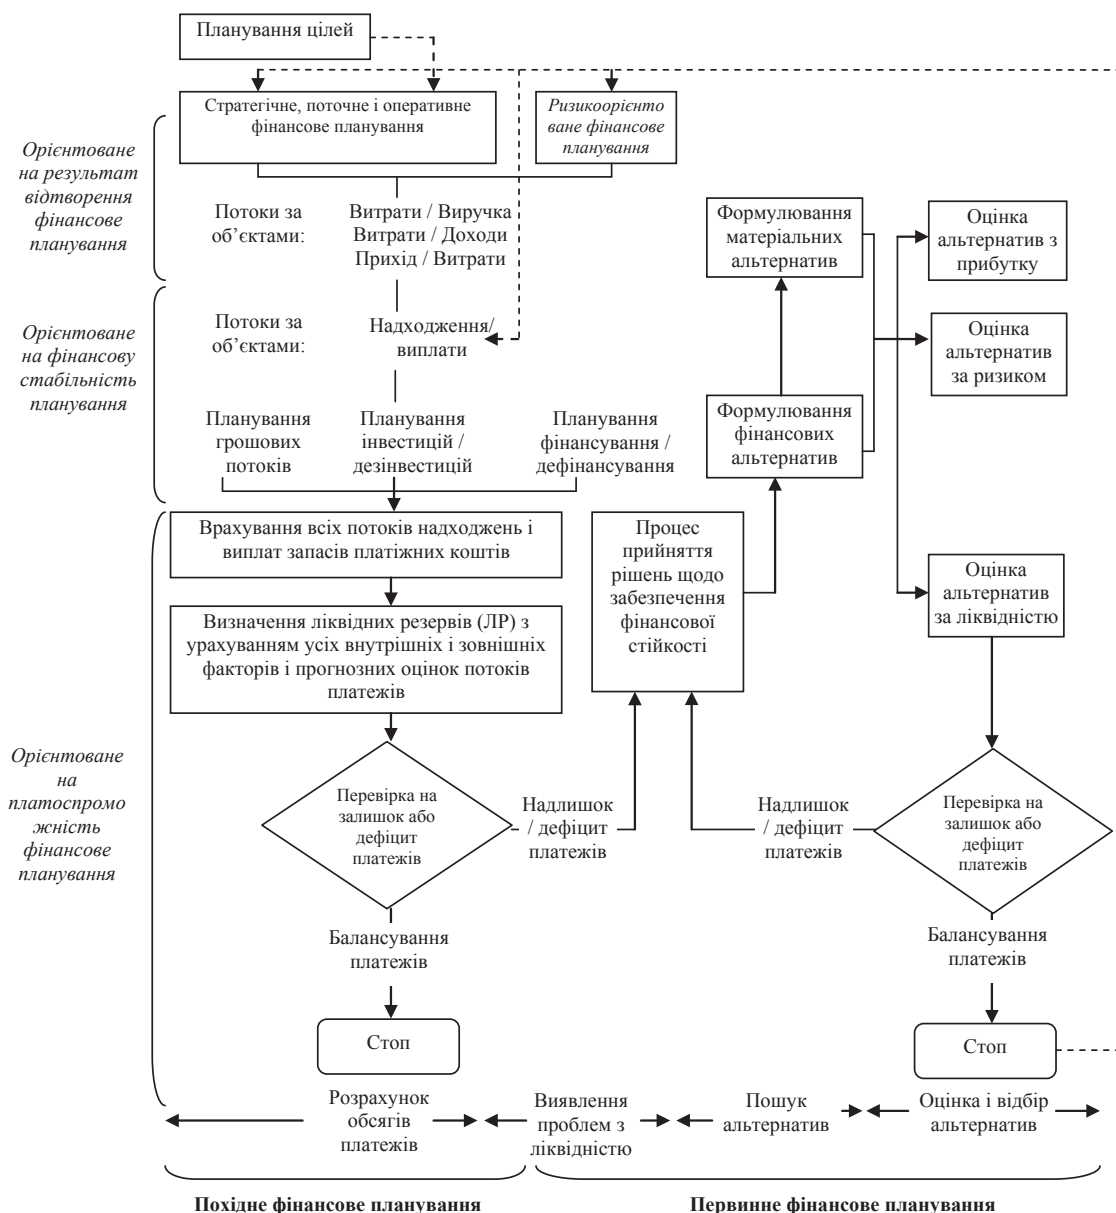 Планування цілей
Стратегічне, поточне і оперативне
фінансове планування
Ризикоорієнто
ване фінансове
планування
Орієнтоване
на результат
відтворення
фінансове
планування
Потоки за
об’єктами:
Витрати / Виручка
Витрати / Доходи
Прихід / Витрати
Формулювання
матеріальних
альтернатив
Оцінка
альтернатив з
прибутку
Орієнтоване
на фінансову
стабільність
планування
Потоки за
об’єктами:
Надходження/
виплати
Оцінка
альтернатив
за ризиком
Планування
грошових
потоків
Планування
інвестицій /
дезінвестицій
Планування
фінансування /
дефінансування
Формулювання
фінансових
альтернатив
Врахування всіх потоків надходжень і
виплат запасів платіжних коштів
Процес
прийняття
рішень щодо
забезпечення
фінансової
стійкості
Оцінка
альтернатив
за ліквідністю
Визначення ліквідних резервів (ЛР) з
урахуванням усіх внутрішніх і зовнішніх
факторів і прогнозних оцінок потоків
платежів
Орієнтоване
на
платоспромо
жність
фінансове
планування
Перевірка на
залишок або
дефіцит
платежів
Надлишок
/ дефіцит
платежів
Надлишок
/ дефіцит
платежів
Перевірка на
залишок або
дефіцит
платежів
Балансування
платежів
Балансування
платежів
Стоп
Стоп
Розрахунок
обсягів
платежів
Виявлення
проблем з
ліквідністю
Пошук
альтернатив
Оцінка і відбір
альтернатив
Похідне фінансове планування
Первинне фінансове планування